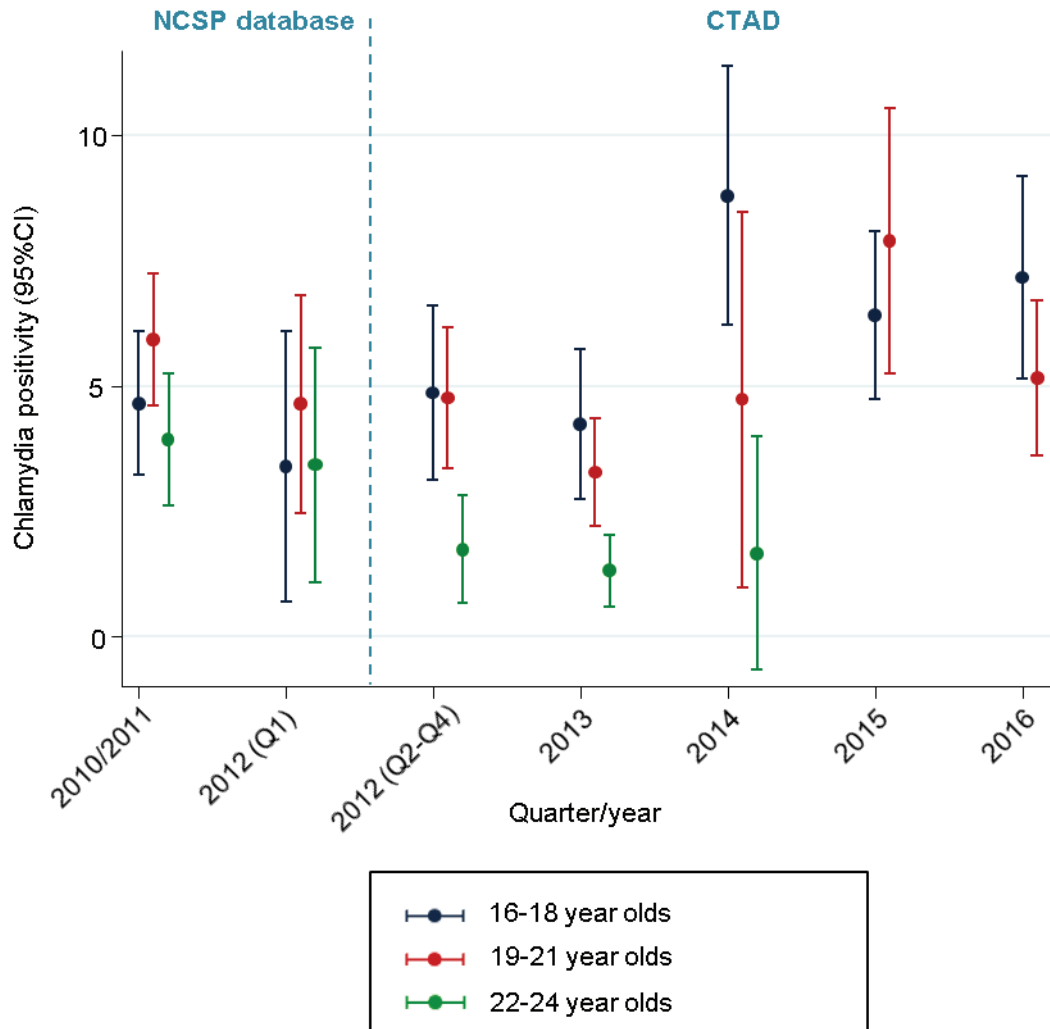 NCSP database
CTAD
Chlamydia positivity (95%CI)
10
5
0
2010/2011
2012 (Q1)
2012 (Q2-Q4)
2013
2014
2015
2016
Quarter/year
16-18 year olds
19-21 year olds
22-24 year olds